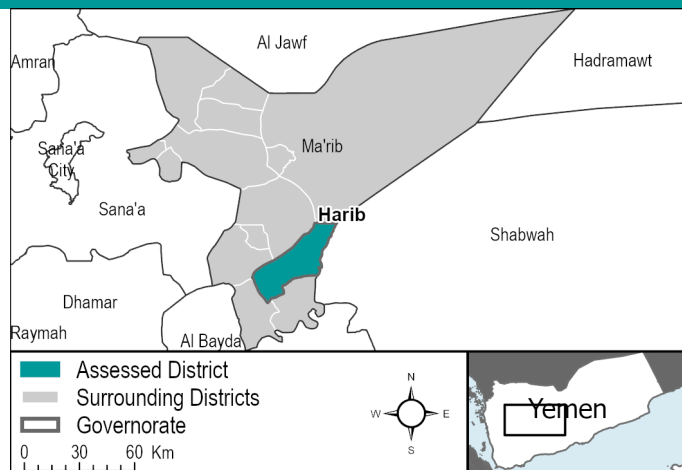 Al Jawf
Amran
Hadramawt
Ma'rib
Sana'a
City
Sana'a
Harib
Shabwah
Dhamar
Raymah
Al Bayda
Assessed District
Surrounding Districts
Governorate
0 30 60 Km
N
W E
S
Yemen